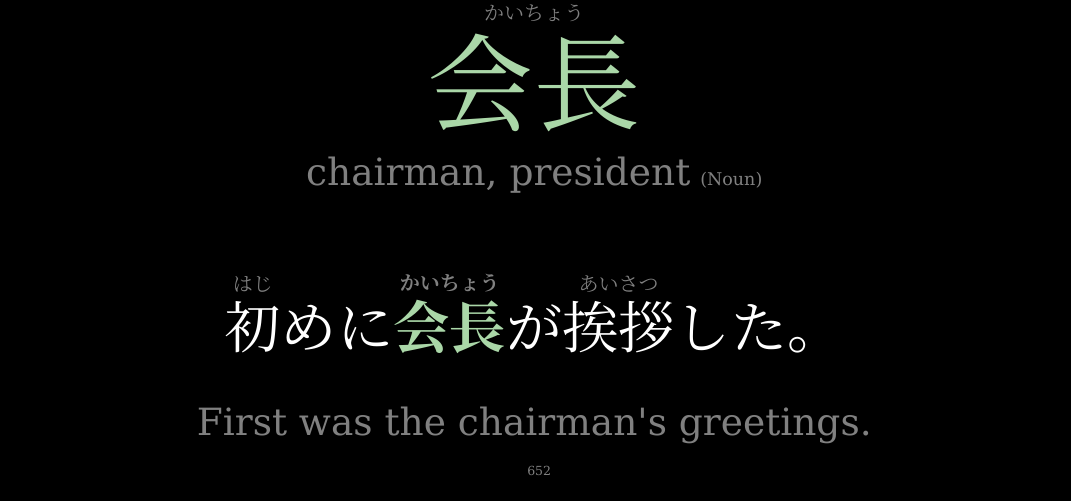 かいちょう
会長
chairman, president (Noun)
はじ かいちょう あいさつ
初めに会長が挨拶した。
First was the chairman's greetings.
652